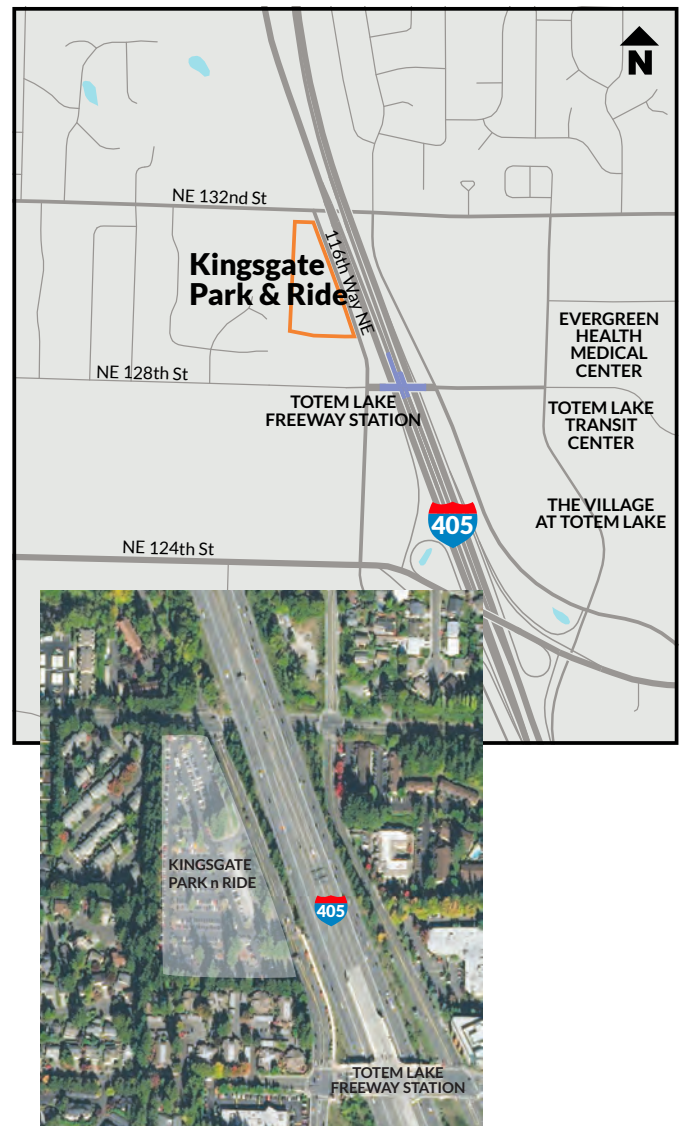 N
NE 132nd St
116th Way NE
Kingsgate
Park & Ride
EVERGREEN
HEALTH
MEDICAL
CENTER
NE 128th St
TOTEM LAKE
FREEWAY STATION
TOTEM LAKE
TRANSIT
CENTER
THE VILLAGE
AT TOTEM LAKE
405
NE 124th St
KINGSGATE
PARK n RIDE
405
TOTEM LAKE
FREEWAY STATION